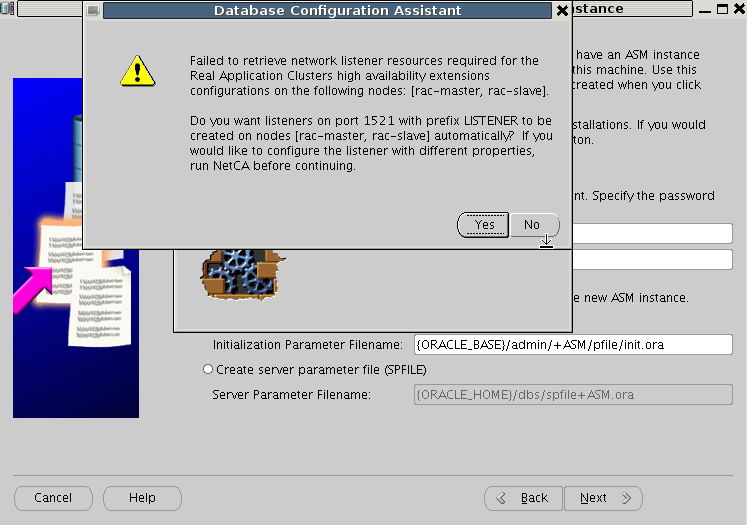 Database Configuration Assistant
stance
Failed to retrieve network listener resources required for the
Real Application Clusters high availability extensions
configurations on the following nodes: [rac-master, rac-slave].
Do you want listeners on port 1521 with prefix LISTENER to be
created on nodes [rac-master, rac-slave] automatically? If you
would like to configure the listener with different properties,
run NetCA before continuing.
Yes
No
have an ASM instance
this machine. Use this
created when you click
stallations. If you would
ton.
nt. Specify the password
e new ASM instance.
Initialization Parameter Filename: {ORACLE_BASE}/admin/+ASM/pfile/init.ora
Create server parameter file (SPFILE)
Server Parameter Filename: {ORACLE_HOME}/dbs/spfile+ASM.ora
Cancel
Help
Back
Next